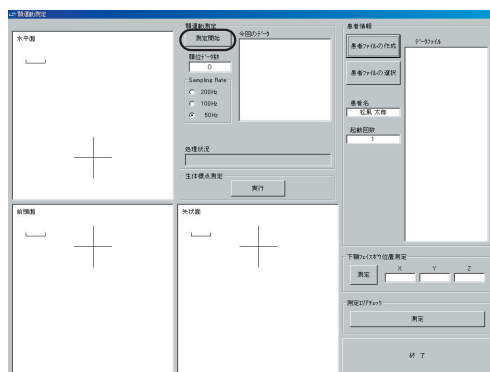 顎運動測定
水平面
顎運動測定
測定開始
今回のﾃﾞｰﾀ
顎位ﾃﾞｰﾀ数
0
Sampling Rate
200Hz
100Hz
50Hz
処理状況
生体標点測定
実行
患者情報
患者ﾌｧｲﾙの作成
ﾃﾞｰﾀﾌｧｲﾙ
患者ﾌｧｲﾙの選択
患者名
松風 太郎
起動回数
1
前頭面
矢状面
下顎ﾌｪｲｽﾎﾞｳ位置測定
測定
X
Y
Z
測定ｴﾘｱﾁｪｯｸ
測定
終 了